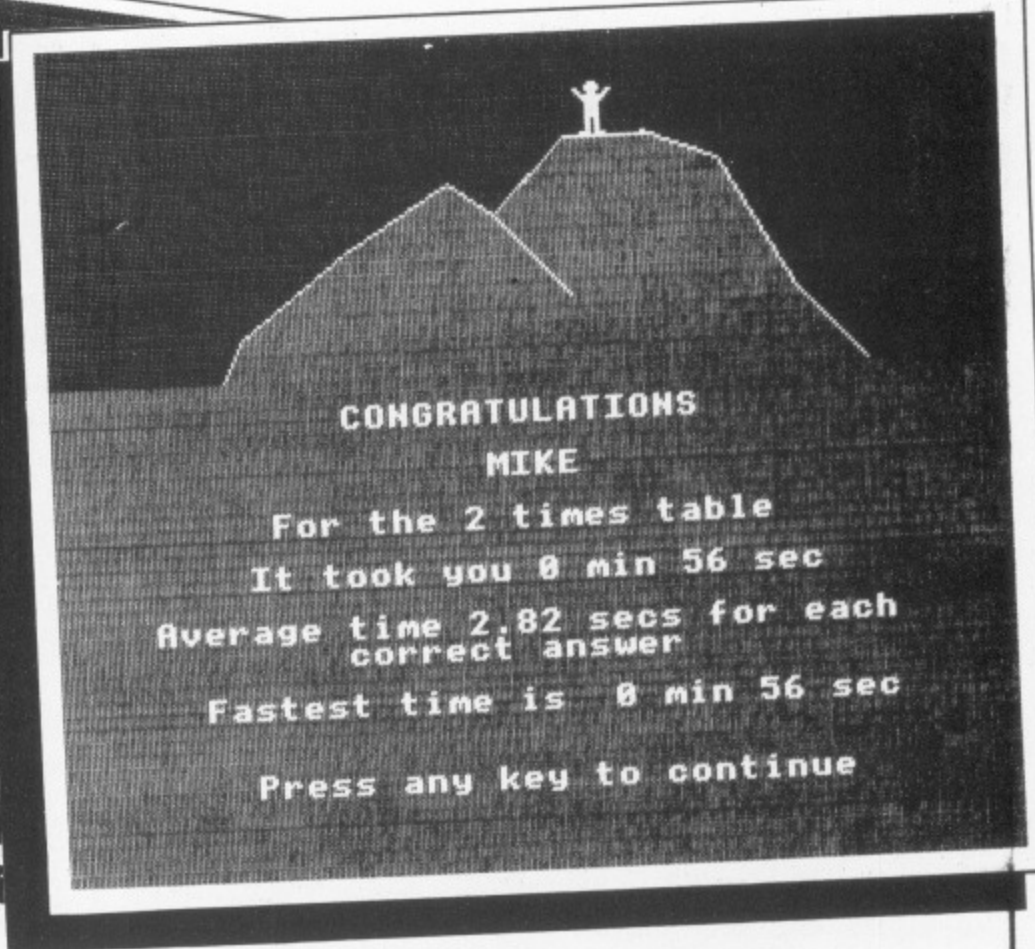 CONGRATULATIONS
MIKE
For the 2 times table
It took you 0 min 56 sec
Average time 2.82 secs for each
correct answer
Fastest time is 0 min 56 sec
Press any key to continue